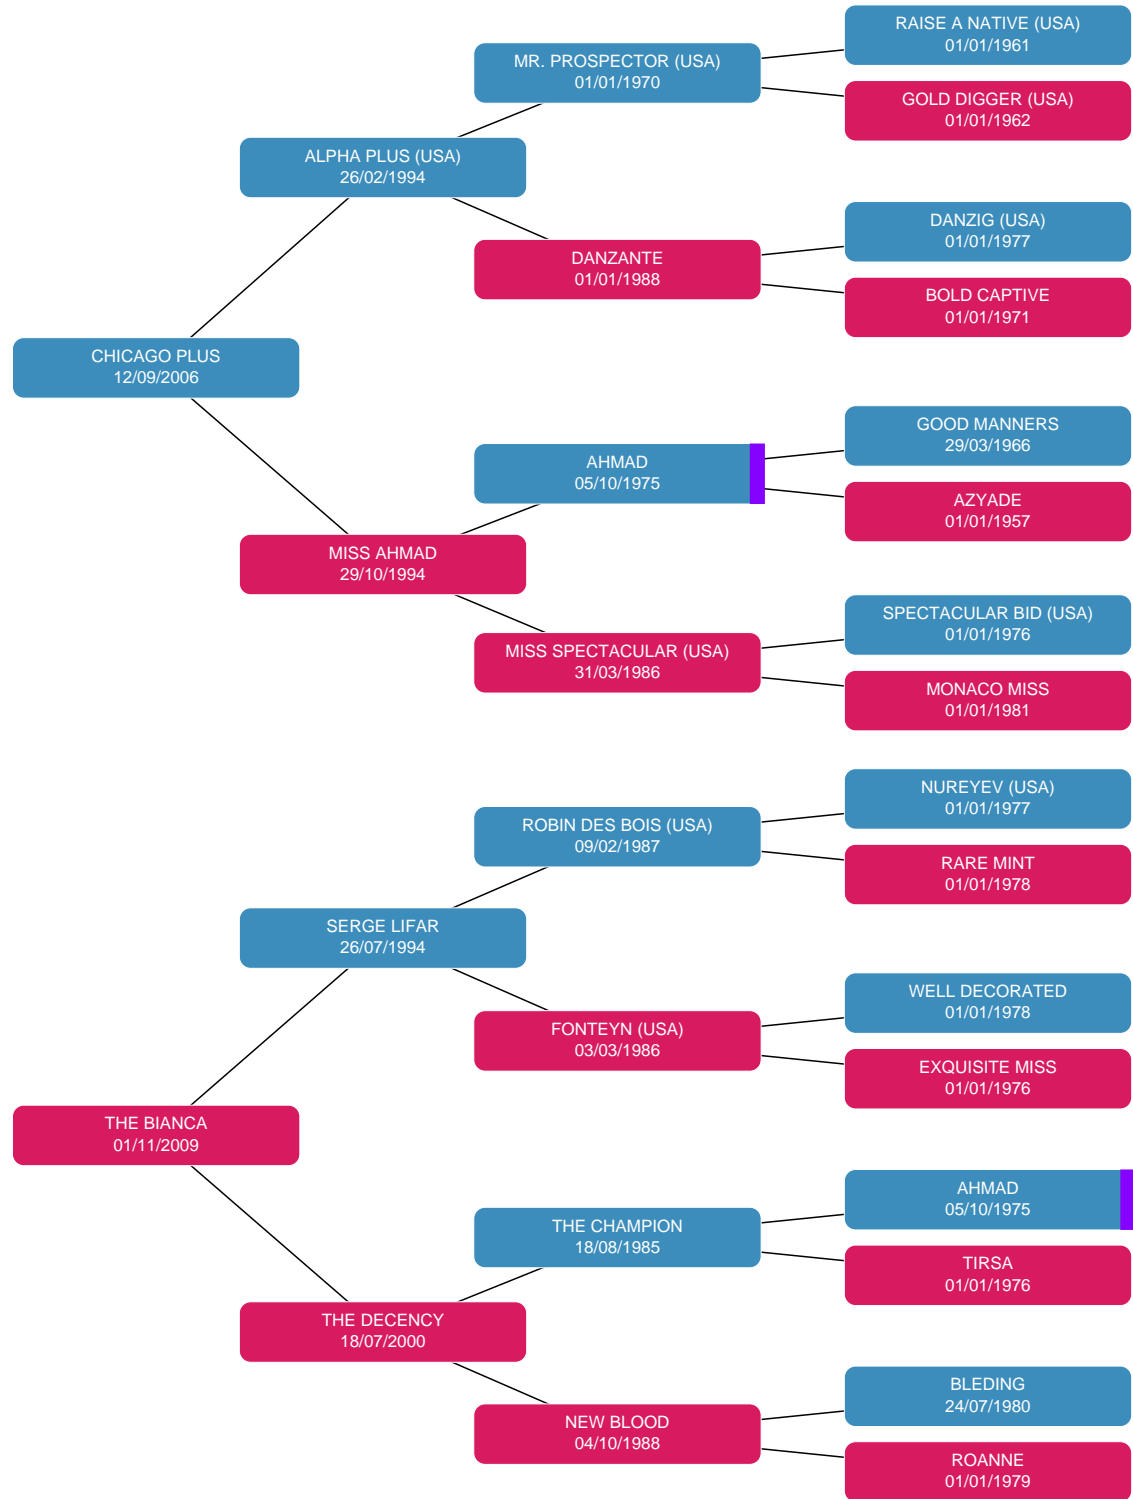 RAISE A NATIVE (USA)
01/01/1961
MR. PROSPECTOR (USA)
01/01/1970
GOLD DIGGER (USA)
01/01/1962
ALPHA PLUS (USA)
26/02/1994
DANZIG (USA)
01/01/1977
DANZANTE
01/01/1988
BOLD CAPTIVE
01/01/1971
CHICAGO PLUS
12/09/2006
GOOD MANNERS
29/03/1966
AHMAD
05/10/1975
AZYADE
01/01/1957
MISS AHMAD
29/10/1994
SPECTACULAR BID (USA)
01/01/1976
MISS SPECTACULAR (USA)
31/03/1986
MONACO MISS
01/01/1981
NUREYEV (USA)
01/01/1977
ROBIN DES BOIS (USA)
09/02/1987
RARE MINT
01/01/1978
SERGE LIFAR
26/07/1994
WELL DECORATED
01/01/1978
FONTEYN (USA)
03/03/1986
EXQUISITE MISS
01/01/1976
THE BIANCA
01/11/2009
AHMAD
05/10/1975
THE CHAMPION
18/08/1985
TIRSA
01/01/1976
THE DECENCY
18/07/2000
BLEDING
24/07/1980
NEW BLOOD
04/10/1988
ROANNE
01/01/1979